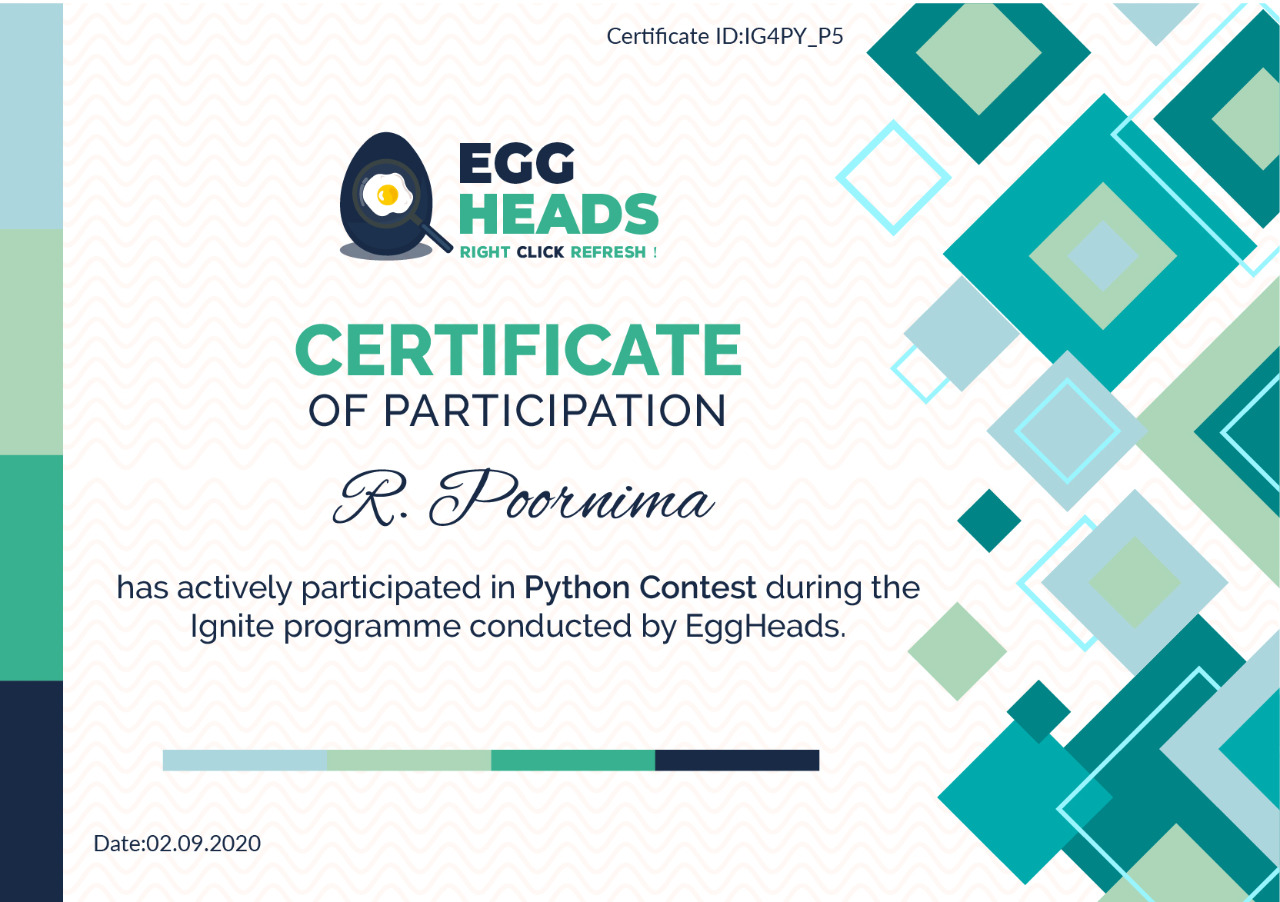 Certificate ID:IG4PY_P5
EGG
HEADS
RIGHT CLICK REFRESH !
CERTIFICATE
OF PARTICIPATION
R. Poornima
has actively participated in Python Contest during the
Ignite programme conducted by EggHeads.
Date:02.09.2020